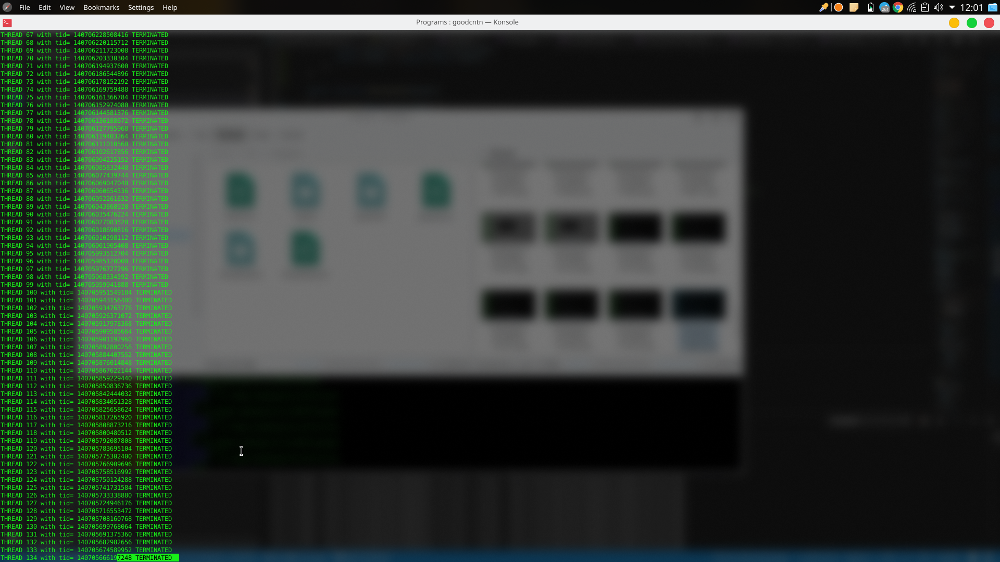 File Edit View Bookmarks Settings Help
261
12:01
Programs : goodcntn — Konsole
THREAD 67 with tid= 140706228508416 TERMINATED
THREAD 68 with tid= 140706220115712 TERMINATED
THREAD 69 with tid= 140706211723008 TERMINATED
THREAD 70 with tid= 140706203330304 TERMINATED
THREAD 71 with tid= 140706194937600 TERMINATED
THREAD 72 with tid= 140706186544896 TERMINATED
THREAD 73 with tid= 140706178152192 TERMINATED
THREAD 74 with tid= 140706169759488 TERMINATED
THREAD 75 with tid= 140706161366784 TERMINATED
THREAD 76 with tid= 140706152974080 TERMINATED
THREAD 77 with tid= 140706144581376 TERMINATED
THREAD 78 with tid= 140706136188672 TERMINATED
THREAD 79 with tid= 140706127795968 TERMINATED
THREAD 80 with tid= 140706119403264 TERMINATED
THREAD 81 with tid= 140706111010560 TERMINATED
THREAD 82 with tid= 140706102617856 TERMINATED
THREAD 83 with tid= 140706094225152 TERMINATED
THREAD 84 with tid= 140706085832448 TERMINATED
THREAD 85 with tid= 140706077439744 TERMINATED
THREAD 86 with tid= 140706069047040 TERMINATED
THREAD 87 with tid= 140706060654336 TERMINATED
THREAD 88 with tid= 140706052261632 TERMINATED
THREAD 89 with tid= 140706043868928 TERMINATED
THREAD 90 with tid= 140706035476224 TERMINATED
THREAD 91 with tid= 140706027083520 TERMINATED
THREAD 92 with tid= 140706018690816 TERMINATED
THREAD 93 with tid= 140706010298112 TERMINATED
THREAD 94 with tid= 140706001905408 TERMINATED
THREAD 95 with tid= 140705993512704 TERMINATED
THREAD 96 with tid= 140705985120000 TERMINATED
THREAD 97 with tid= 140705976727296 TERMINATED
THREAD 98 with tid= 140705968334592 TERMINATED
THREAD 99 with tid= 140705959941888 TERMINATED
THREAD 100 with tid= 140705951549184 TERMINATED
THREAD 101 with tid= 140705943156480 TERMINATED
THREAD 102 with tid= 140705934763776 TERMINATED
THREAD 103 with tid= 140705926371072 TERMINATED
THREAD 104 with tid= 140705917978368 TERMINATED
THREAD 105 with tid= 140705909585664 TERMINATED
THREAD 106 with tid= 140705901192960 TERMINATED
THREAD 107 with tid= 140705892800256 TERMINATED
THREAD 108 with tid= 140705884407552 TERMINATED
THREAD 109 with tid= 140705876014848 TERMINATED
THREAD 110 with tid= 140705867622144 TERMINATED
THREAD 111 with tid= 140705859229440 TERMINATED
THREAD 112 with tid= 140705850836736 TERMINATED
THREAD 113 with tid= 140705842444032 TERMINATED
THREAD 114 with tid= 140705834051328 TERMINATED
THREAD 115 with tid= 140705825658624 TERMINATED
THREAD 116 with tid= 140705817265920 TERMINATED
THREAD 117 with tid= 140705808873216 TERMINATED
THREAD 118 with tid= 140705800480512 TERMINATED
THREAD 119 with tid= 140705792087808 TERMINATED
THREAD 120 with tid= 140705783695104 TERMINATED
THREAD 121 with tid= 140705775302400 TERMINATED
THREAD 122 with tid= 140705766909696 TERMINATED
THREAD 123 with tid= 140705758516992 TERMINATED
THREAD 124 with tid= 140705750124288 TERMINATED
THREAD 125 with tid= 140705741731584 TERMINATED
THREAD 126 with tid= 140705733338880 TERMINATED
THREAD 127 with tid= 140705724946176 TERMINATED
THREAD 128 with tid= 140705716553472 TERMINATED
THREAD 129 with tid= 140705708160768 TERMINATED
THREAD 130 with tid= 140705699768064 TERMINATED
THREAD 131 with tid= 140705691375360 TERMINATED
THREAD 132 with tid= 140705682982656 TERMINATED
THREAD 133 with tid= 140705674589952 TERMINATED
THREAD 134 with tid= 140705666197248 TERMINATED